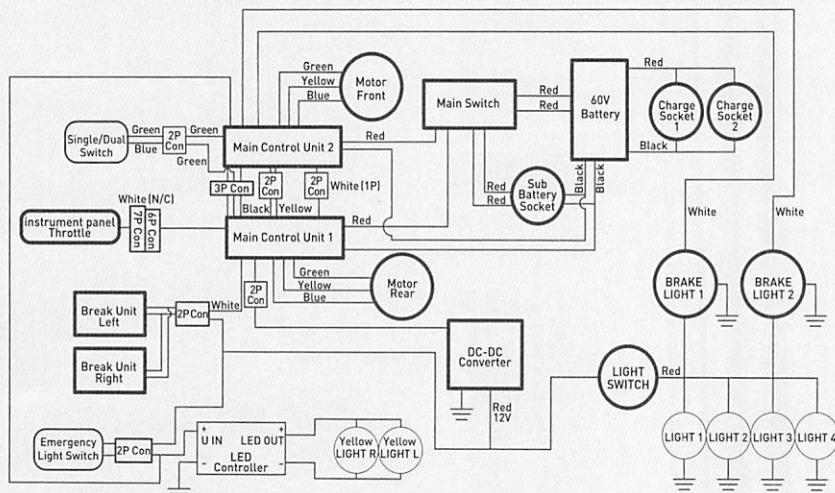 Green
Yellow
Blue
Motor
Front
Main Switch
Red
Red
60V
Battery
Red
Charge
Socket
1
Charge
Socket
2
Black
Single/Dual
Switch
Green
Blue
2P
Con
Green
Green
Main Control Unit 2
Red
3P Con
2P
Con
2P
Con
White (1P)
Black
Yellow
Red
Red
Sub
Battery
Socket
Black
Black
White (N/C)
instrument panel
Throttle
6P Con
7P Con
Main Control Unit 1
Red
White
White
Green
Yellow
Blue
Motor
Rear
2P
Con
BRAKE
LIGHT 1
BRAKE
LIGHT 2
Break Unit
Left
2P Con
White
Break Unit
Right
DC-DC
Converter
Red
12V
LIGHT
SWITCH
Red
Emergency
Light Switch
2P Con
+
U IN
−
LED OUT
+
−
LED
Controller
Yellow
LIGHT R
Yellow
LIGHT L
LIGHT 1
LIGHT 2
LIGHT 3
LIGHT 4